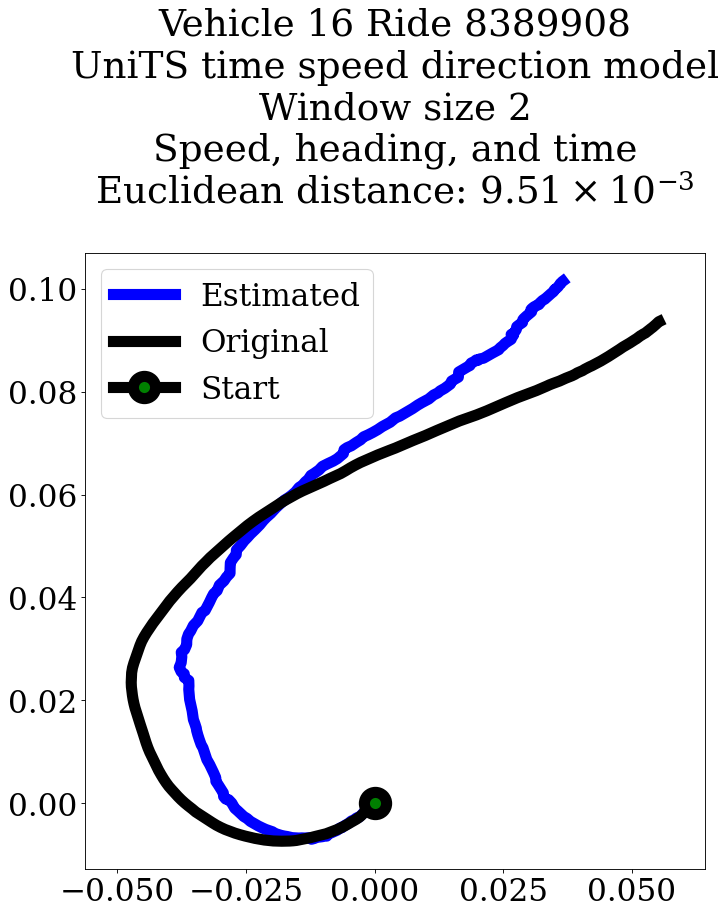 Vehicle 16 Ride 8389908
UniTS time speed direction model
Window size 2
Speed, heading, and time
Euclidean distance: 9.51 × 10⁻³
Estimated
Original
Start
0.10
0.08
0.06
0.04
0.02
0.00
−0.050 −0.025 0.000 0.025 0.050